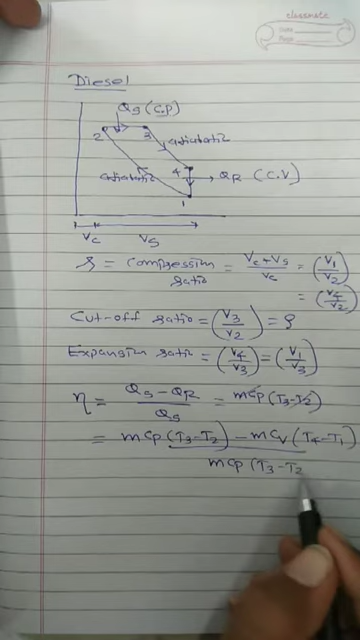 classmate
Date
Page
Diesel
Qs (C.P)
2 3 adiabatic
adiabatic 4 QR (C.V)
1
Vc Vs
r = Compression ratio = Vc + Vs / Vc = (V1/V2)
= (V4/V2)
Cut-off ratio = (V3/V2) = ρ
Expansion ratio = (V4/V3) = (V1/V3)
η = Qs - QR / Qs = mCp (T3-T2)
= mCp (T3-T2) - mCv (T4-T1)
mCp (T3-T2